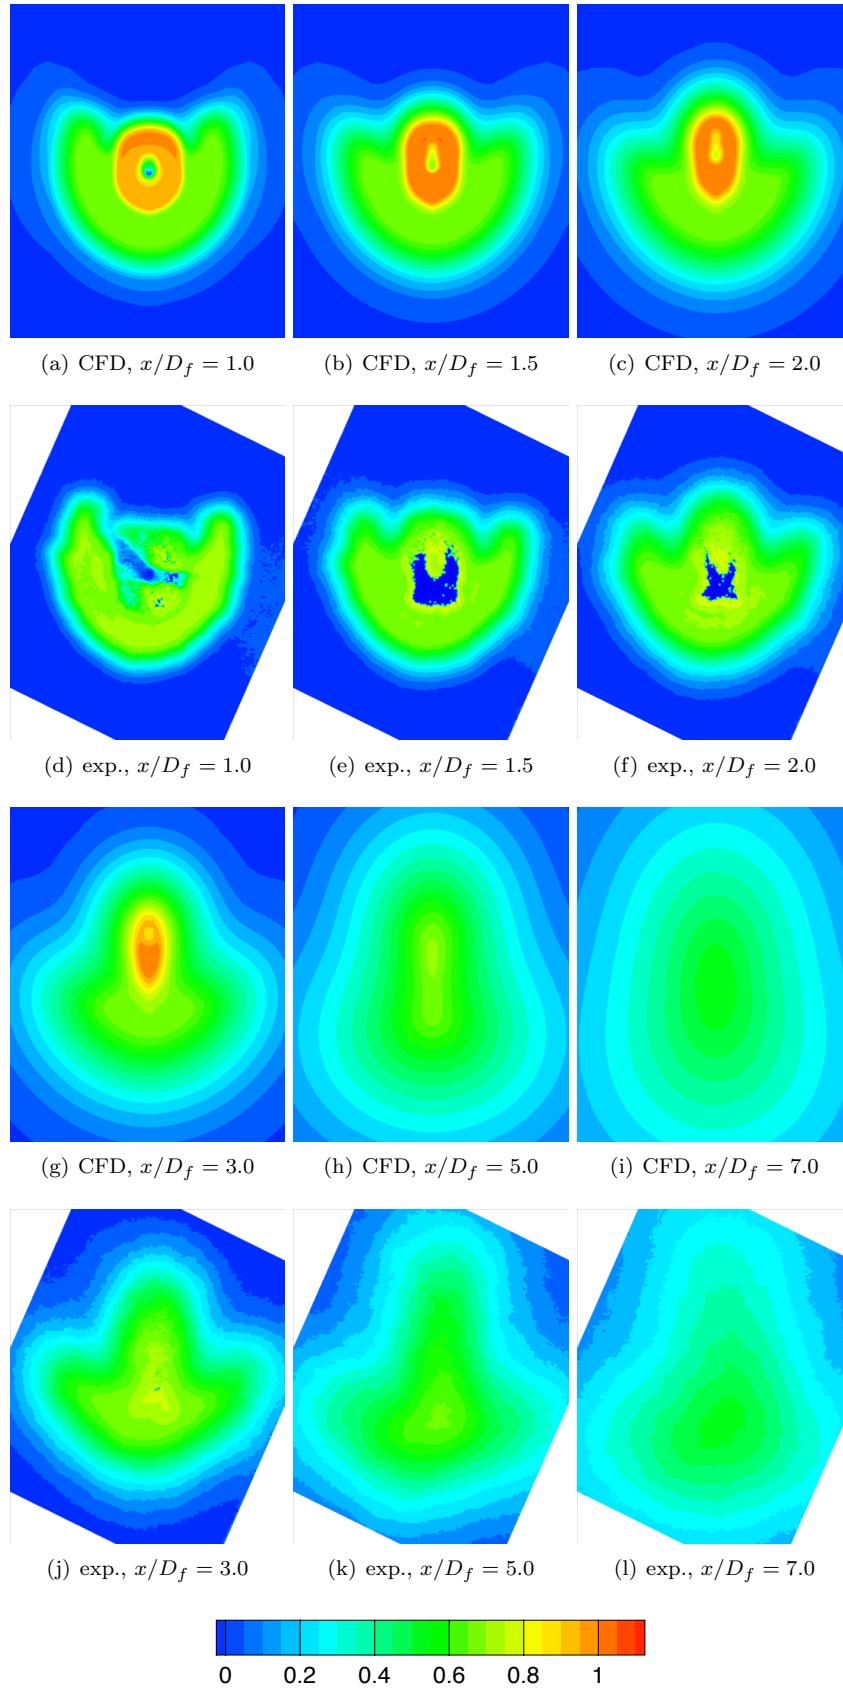 (a) CFD, x/D_f = 1.0 (b) CFD, x/D_f = 1.5 (c) CFD, x/D_f = 2.0
(d) exp., x/D_f = 1.0 (e) exp., x/D_f = 1.5 (f) exp., x/D_f = 2.0
(g) CFD, x/D_f = 3.0 (h) CFD, x/D_f = 5.0 (i) CFD, x/D_f = 7.0
(j) exp., x/D_f = 3.0 (k) exp., x/D_f = 5.0 (l) exp., x/D_f = 7.0
0 0.2 0.4 0.6 0.8 1